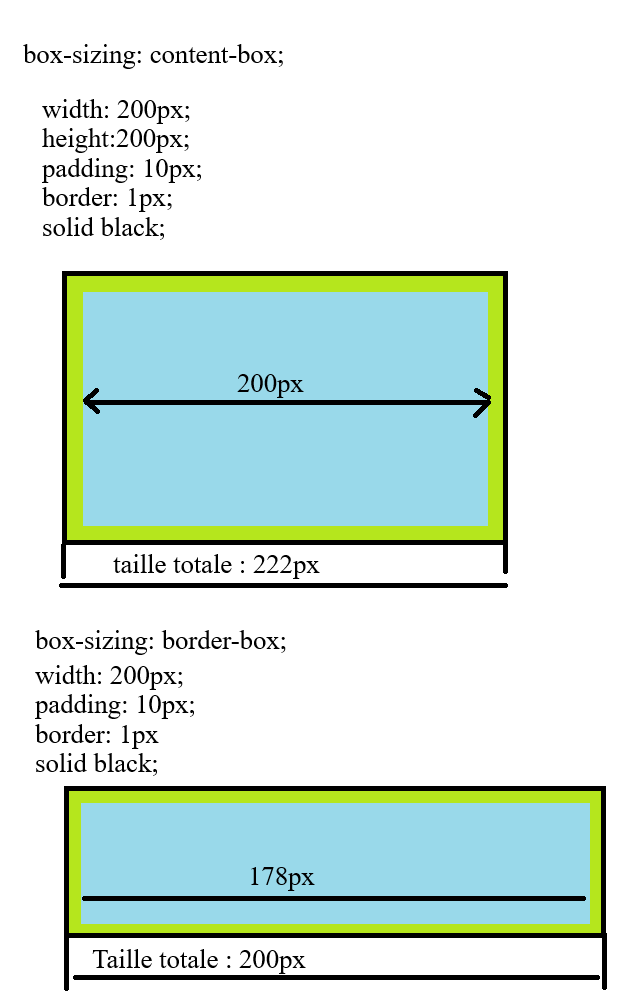 box-sizing: content-box;
width: 200px;
height:200px;
padding: 10px;
border: 1px;
solid black;
200px
taille totale : 222px
box-sizing: border-box;
width: 200px;
padding: 10px;
border: 1px
solid black;
178px
Taille totale : 200px